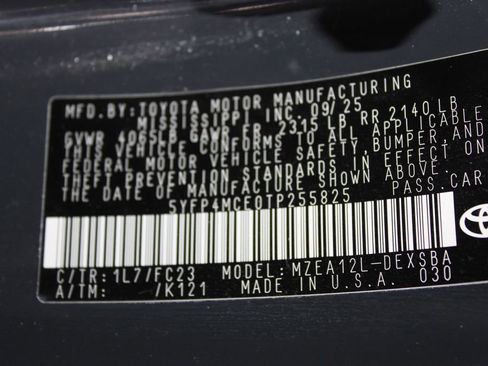 MFD. BY: TOYOTA MOTOR MANUFACTURING
MISSISSIPPI INC. 09/25
GVWR 4065LB GAWR FR 2315 LB RR 2140LB
THIS VEHICLE CONFORMS TO ALL APPLICABLE
FEDERAL MOTOR VEHICLE SAFETY, BUMPER AND
THEFT PREVENTION STANDARDS IN EFFECT ON
THE DATE OF MANUFACTURE SHOWN ABOVE.
5YFP4MCE0TP255825 PASS.CAR
C/TR: 1L7/FC23 MODEL: MZEA12L-DEXSBA
A/TM: /K121 MADE IN U.S.A. 030